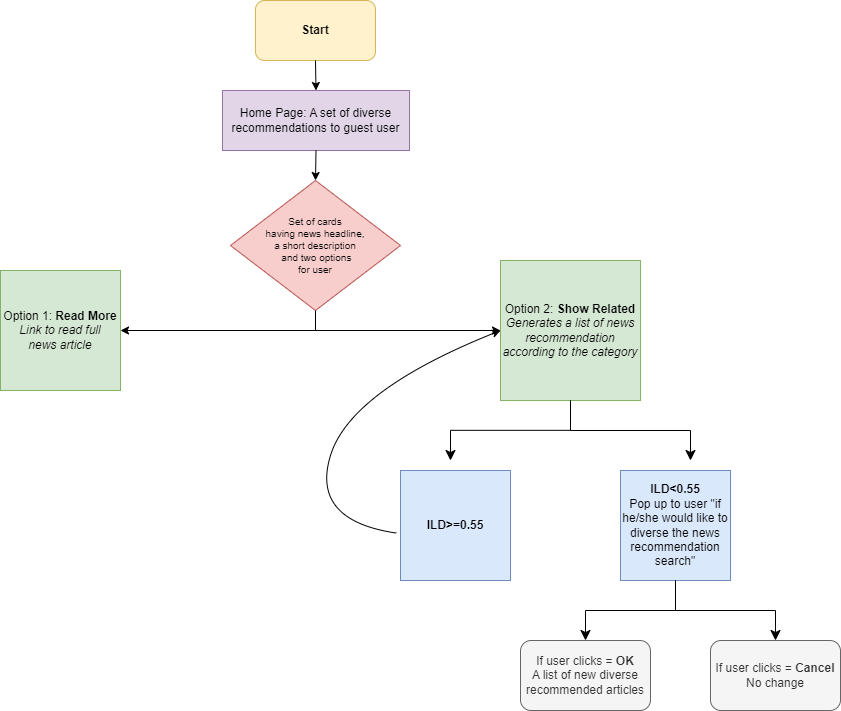 Start
Home Page: A set of diverse
recommendations to guest user
Set of cards
having news headline,
a short description
and two options
for user
Option 1: Read More
Link to read full
news article
Option 2: Show Related
Generates a list of news
recommendation
according to the category
ILD>=0.55
ILD<0.55
Pop up to user "if
he/she would like to
diverse the news
recommendation
search"
If user clicks = OK
A list of new diverse
recommended articles
If user clicks = Cancel
No change